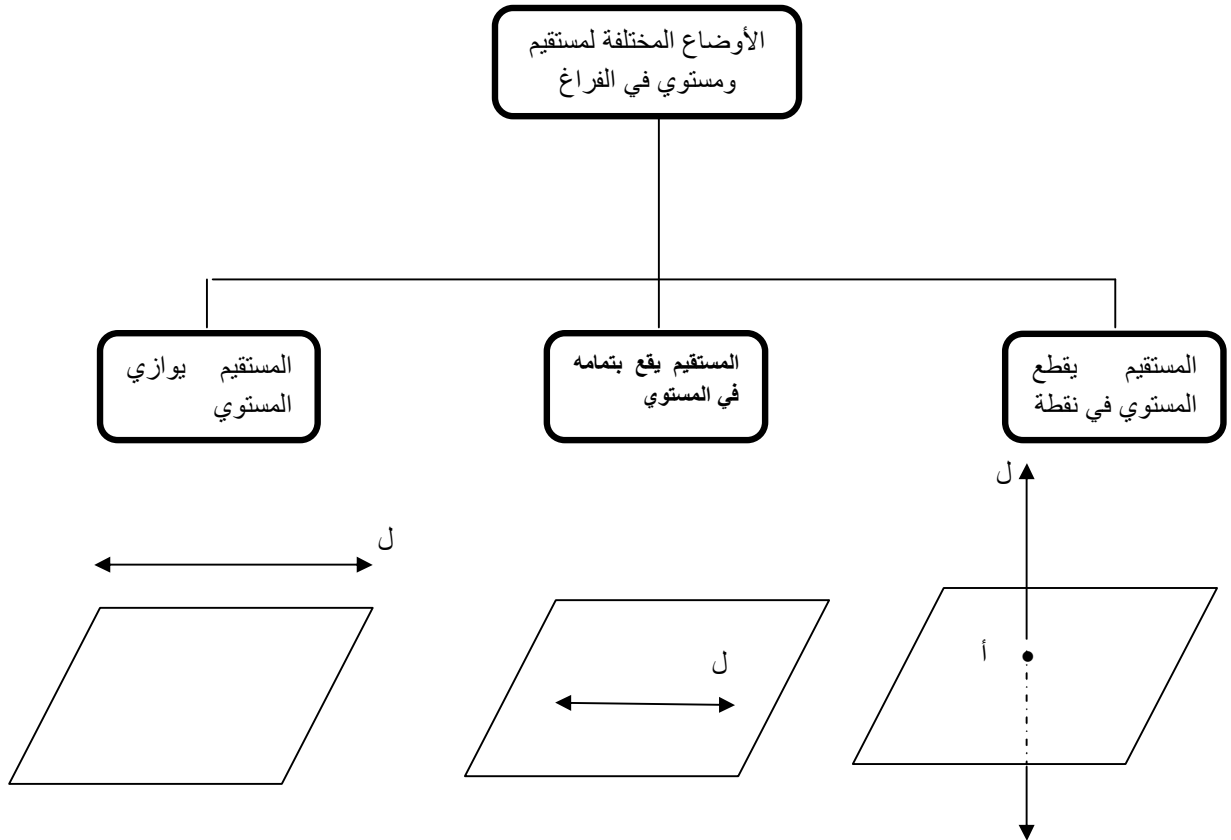 الأوضاع المختلفة لمستقيم
ومستوي في الفراغ
المستقيم يقطع
المستوي في نقطة
المستقيم يقع بتمامه
في المستوي
المستقيم يوازي
المستوي
ل
أ
ل
ل